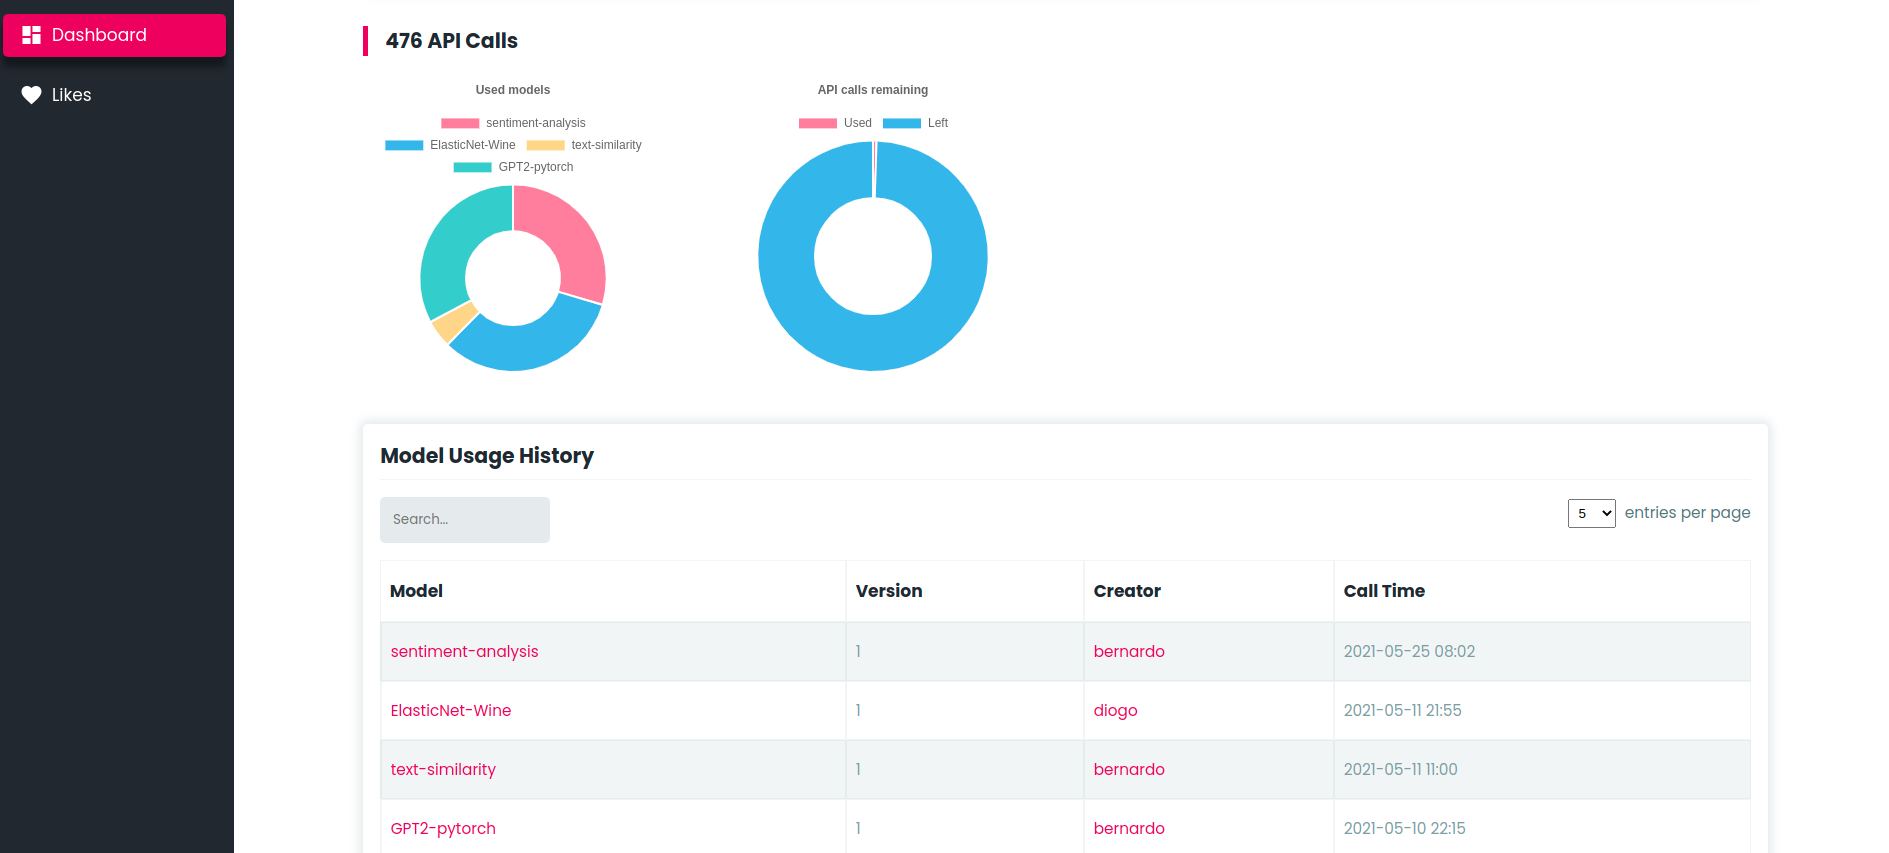 Dashboard
Likes
476 API Calls
Used models
sentiment-analysis
ElasticNet-Wine text-similarity
GPT2-pytorch
API calls remaining
Used Left
Model Usage History
Search...
5 entries per page
Model Version Creator Call Time
sentiment-analysis 1 bernardo 2021-05-25 08:02
ElasticNet-Wine 1 diogo 2021-05-11 21:55
text-similarity 1 bernardo 2021-05-11 11:00
GPT2-pytorch 1 bernardo 2021-05-10 22:15